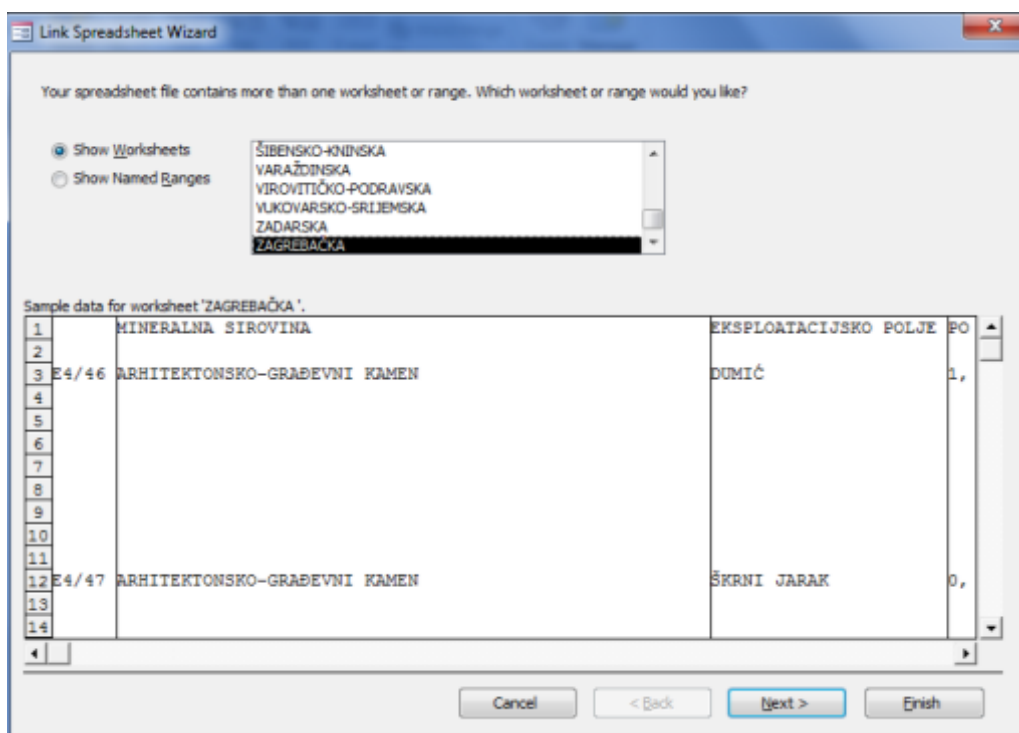 Link Spreadsheet Wizard
Your spreadsheet file contains more than one worksheet or range. Which worksheet or range would you like?
Show Worksheets
Show Named Ranges
ŠIBENSKO-KNINSKA
VARAŽDINSKA
VIROVITIČKO-PODRAVSKA
VUKOVARSKO-SRIJEMSKA
ZADARSKA
ZAGREBAČKA
Sample data for worksheet 'ZAGREBAČKA '.
1 MINERALNA SIROVINA EKSPLOATACIJSKO POLJE PO
2
3 E4/46 ARHITEKTONSKO-GRAĐEVNI KAMEN DUMIĆ 1,
4
5
6
7
8
9
10
11
12 E4/47 ARHITEKTONSKO-GRAĐEVNI KAMEN ŠKRNI JARAK 0,
13
14
Cancel < Back Next > Finish